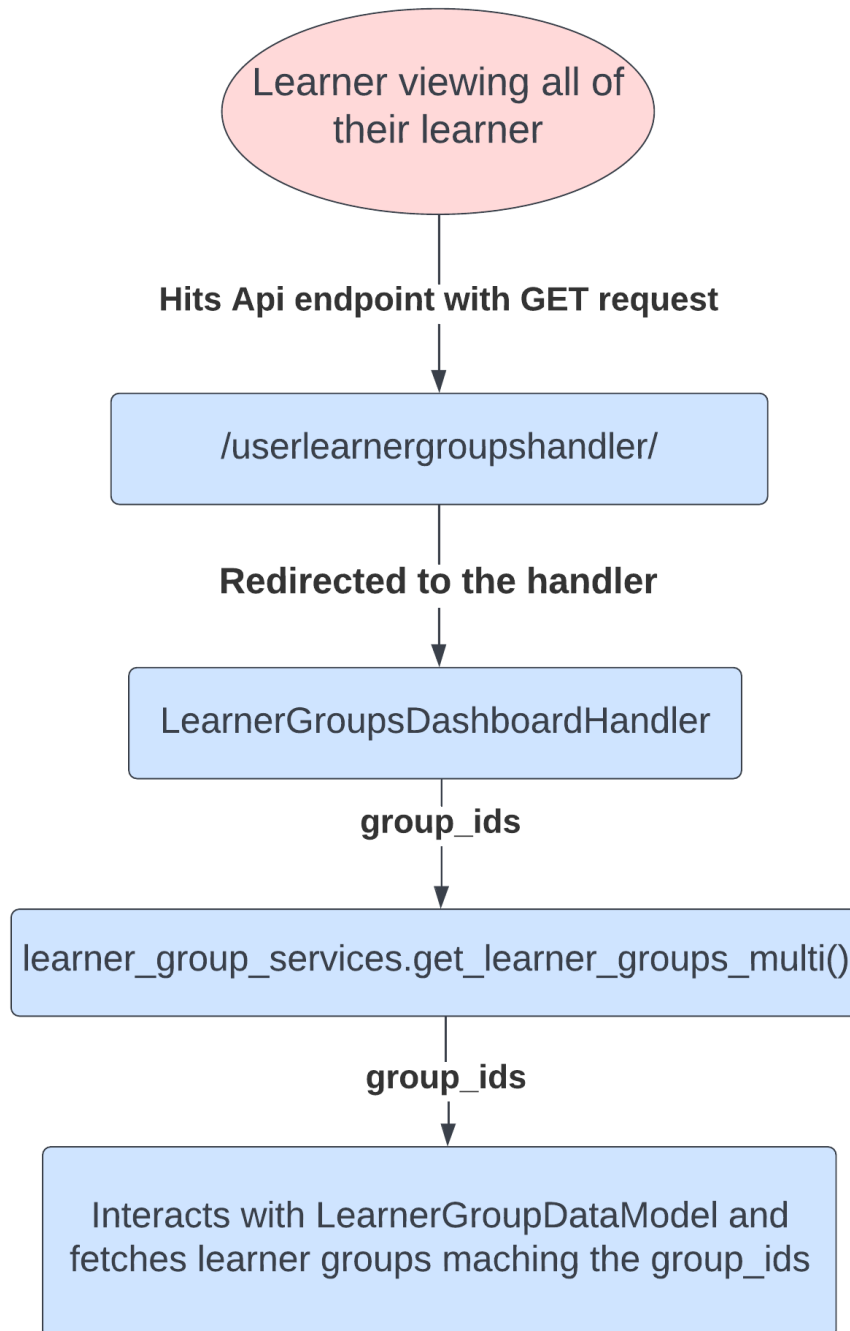 Learner viewing all of
their learner
Hits Api endpoint with GET request
/userlearnergroupshandler/
Redirected to the handler
LearnerGroupsDashboardHandler
group_ids
learner_group_services.get_learner_groups_multi()
group_ids
Interacts with LearnerGroupDataModel and
fetches learner groups maching the group_ids